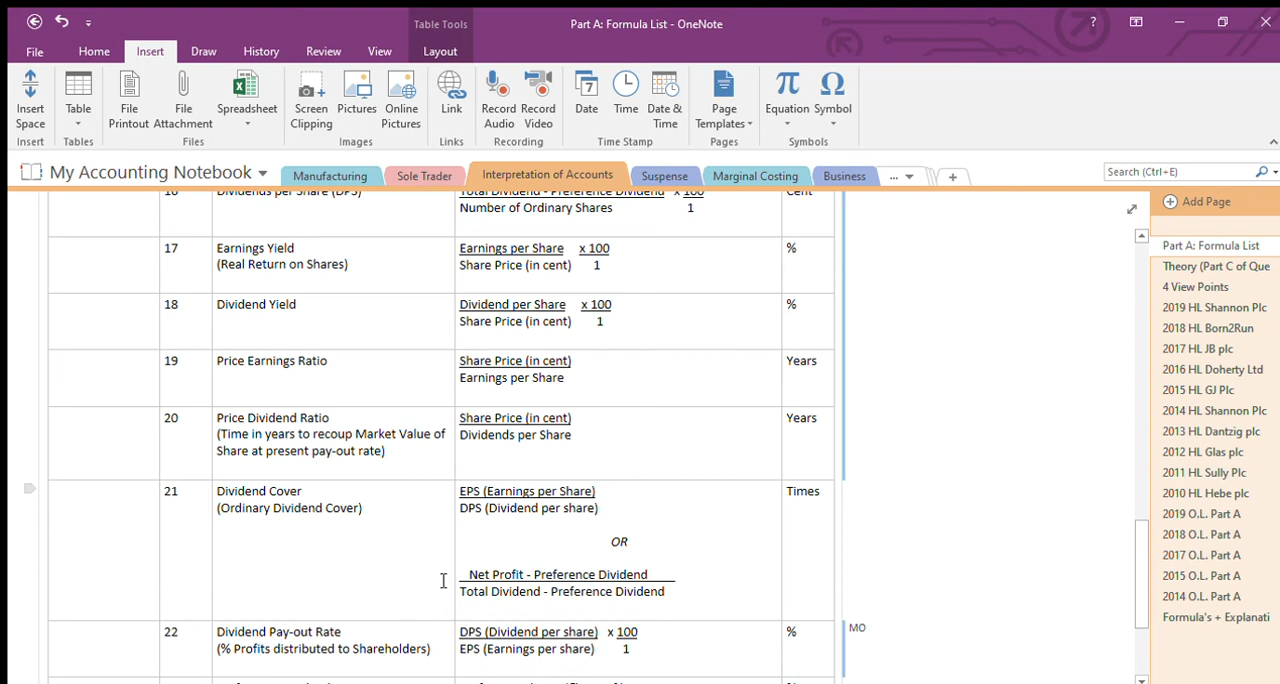 Table Tools
Part A: Formula List - OneNote
?
File Home Insert Draw History Review View Layout
Insert Space
Table
File Printout
File Attachment
Spreadsheet
Screen Clipping
Pictures
Online Pictures
Link
Record Audio
Record Video
Date
Time
Date & Time
Page Templates
π
Equation
Ω
Symbol
Tables Files Images Links Recording Time Stamp Pages Symbols
My Accounting Notebook
Manufacturing
Sole Trader
Interpretation of Accounts
Suspense
Marginal Costing
Business
...
Search (Ctrl+E)
16 Dividends per Share (DPS) Total Dividend - Preference Dividend x 100 Cent
Number of Ordinary Shares 1
17 Earnings Yield Earnings per Share x 100 %
(Real Return on Shares) Share Price (in cent) 1
18 Dividend Yield Dividend per Share x 100 %
Share Price (in cent) 1
19 Price Earnings Ratio Share Price (in cent) Years
Earnings per Share
20 Price Dividend Ratio Share Price (in cent) Years
(Time in years to recoup Market Value of Dividends per Share
Share at present pay-out rate)
21 Dividend Cover EPS (Earnings per Share) Times
(Ordinary Dividend Cover) DPS (Dividend per share)
OR
Net Profit - Preference Dividend
Total Dividend - Preference Dividend
22 Dividend Pay-out Rate DPS (Dividend per share) x 100 %
(% Profits distributed to Shareholders) EPS (Earnings per share) 1
MO
Add Page
Part A: Formula List
Theory (Part C of Que
4 View Points
2019 HL Shannon Plc
2018 HL Born2Run
2017 HL JB plc
2016 HL Doherty Ltd
2015 HL GJ Plc
2014 HL Shannon Plc
2013 HL Dantzig plc
2012 HL Glas plc
2011 HL Sully Plc
2010 HL Hebe plc
2019 O.L. Part A
2018 O.L. Part A
2017 O.L. Part A
2015 O.L. Part A
2014 O.L. Part A
Formula's + Explanati